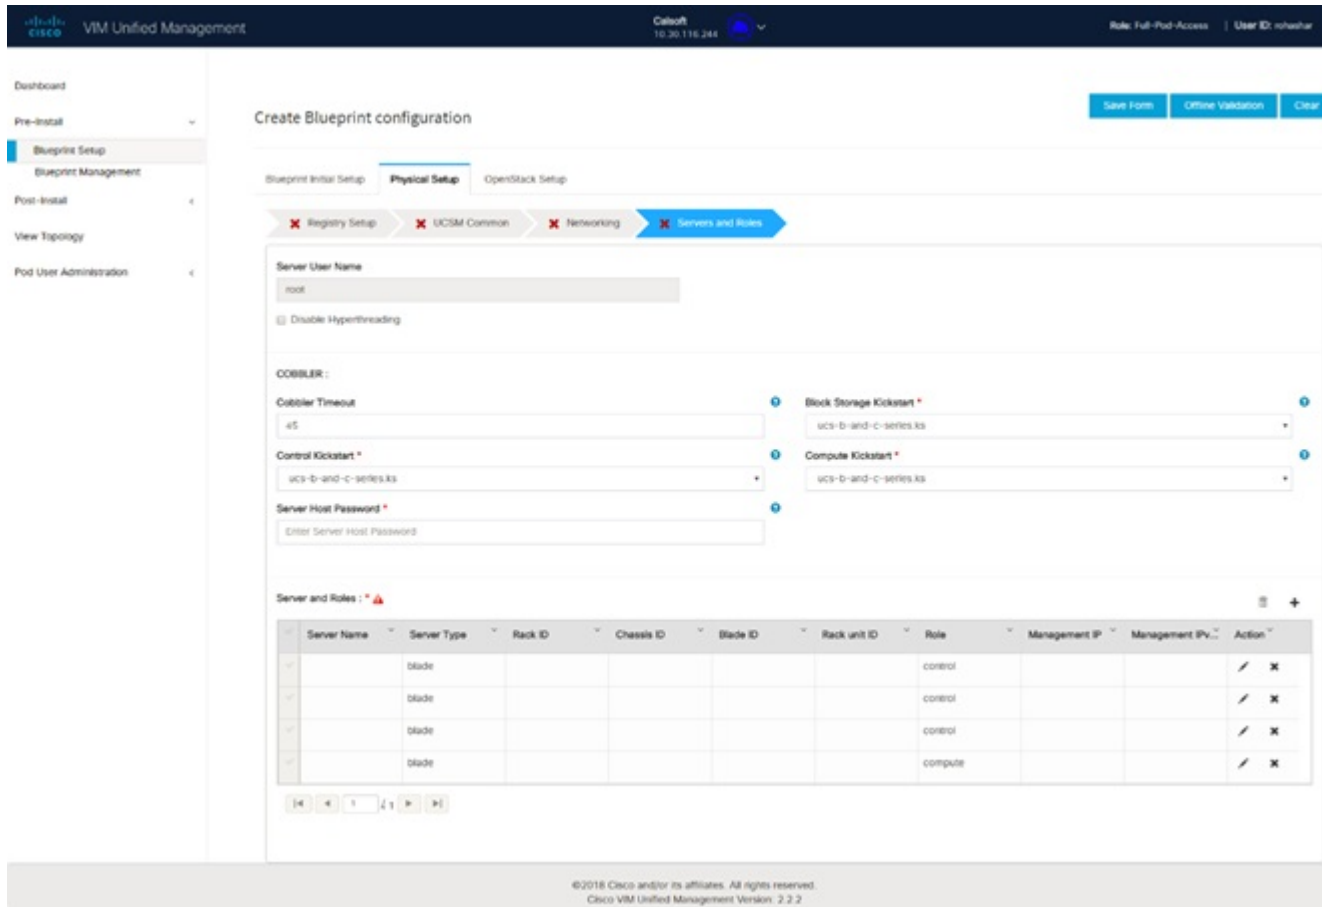 CISCO VIM Unified Management
Calsoft
10.30.116.244
Role: Full-Pod-Access | User ID: rohashar
Dashboard
Pre-Install
Blueprint Setup
Blueprint Management
Post-Install
View Topology
Pod User Administration
Create Blueprint configuration
Save Form Offline Validation Clear
Blueprint Initial Setup Physical Setup OpenStack Setup
Registry Setup UCSM Common Networking Servers and Roles
Server User Name
root
Disable Hyperthreading
COBBLER :
Cobbler Timeout Block Storage Kickstart *
45 ucs-b-and-c-series.ks
Control Kickstart * Compute Kickstart *
ucs-b-and-c-series.ks ucs-b-and-c-series.ks
Server Host Password *
Enter Server Host Password
Server and Roles : *
Server Name Server Type Rack ID Chassis ID Blade ID Rack unit ID Role Management IP Management IPv... Action
blade control
blade control
blade control
blade compute
1 / 1
©2018 Cisco and/or its affiliates. All rights reserved.
Cisco VIM Unified Management Version: 2.2.2